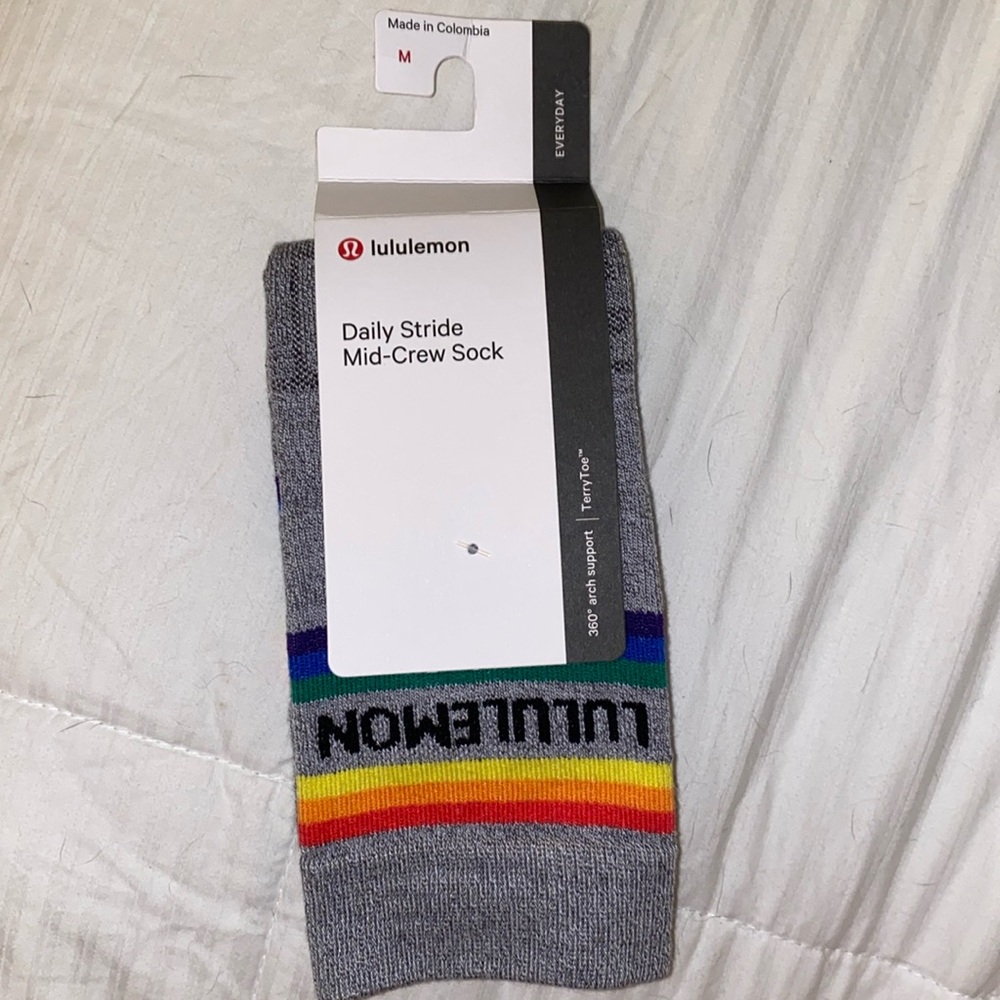 Made in Colombia
M
EVERYDAY
lululemon
Daily Stride
Mid-Crew Sock
360° arch support | TerryToe™
LULULEMON